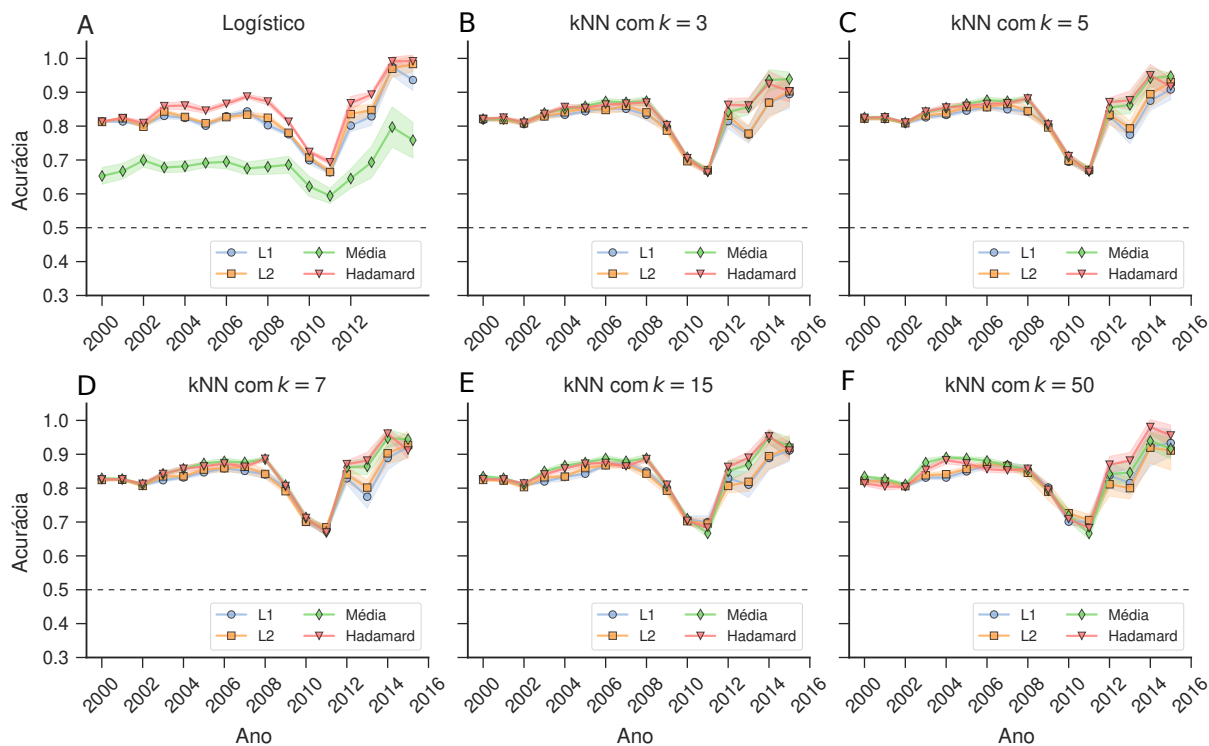 A
Logístico
Acurácia
1.0
0.9
0.8
0.7
0.6
0.5
0.4
0.3
L1
Média
L2
Hadamard
2000
2002
2004
2006
2008
2010
2012
B
kNN com k = 3
L1
Média
L2
Hadamard
2000
2002
2004
2006
2008
2010
2012
2014
2016
C
kNN com k = 5
L1
Média
L2
Hadamard
2000
2002
2004
2006
2008
2010
2012
2014
2016
D
kNN com k = 7
Acurácia
1.0
0.9
0.8
0.7
0.6
0.5
0.4
0.3
L1
Média
L2
Hadamard
2000
2002
2004
2006
2008
2010
2012
2014
2016
Ano
E
kNN com k = 15
L1
Média
L2
Hadamard
2000
2002
2004
2006
2008
2010
2012
2014
2016
Ano
F
kNN com k = 50
L1
Média
L2
Hadamard
2000
2002
2004
2006
2008
2010
2012
2014
2016
Ano